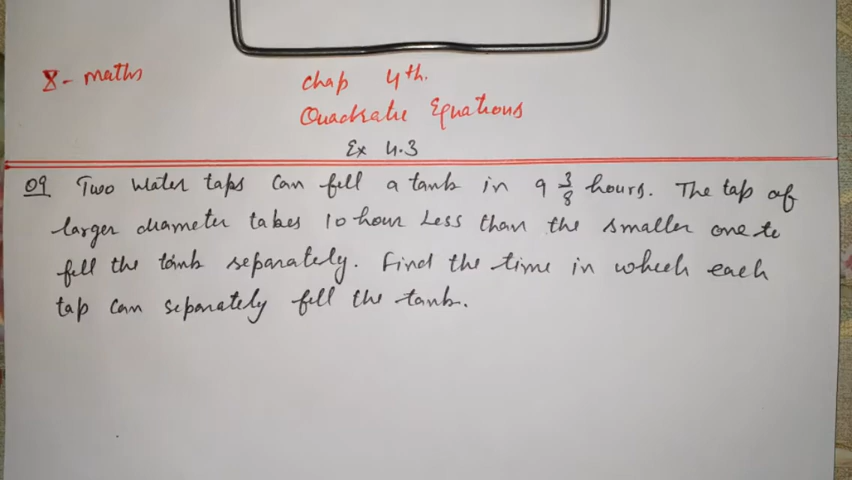 X - maths
Chap 4th.
Quadratic Equations
Ex 4.3
09 Two water taps can fill a tank in 9 3/8 hours. The tap of
larger diameter takes 10 hour less than the smaller one to
fill the tank separately. Find the time in which each
tap can separately fill the tank.